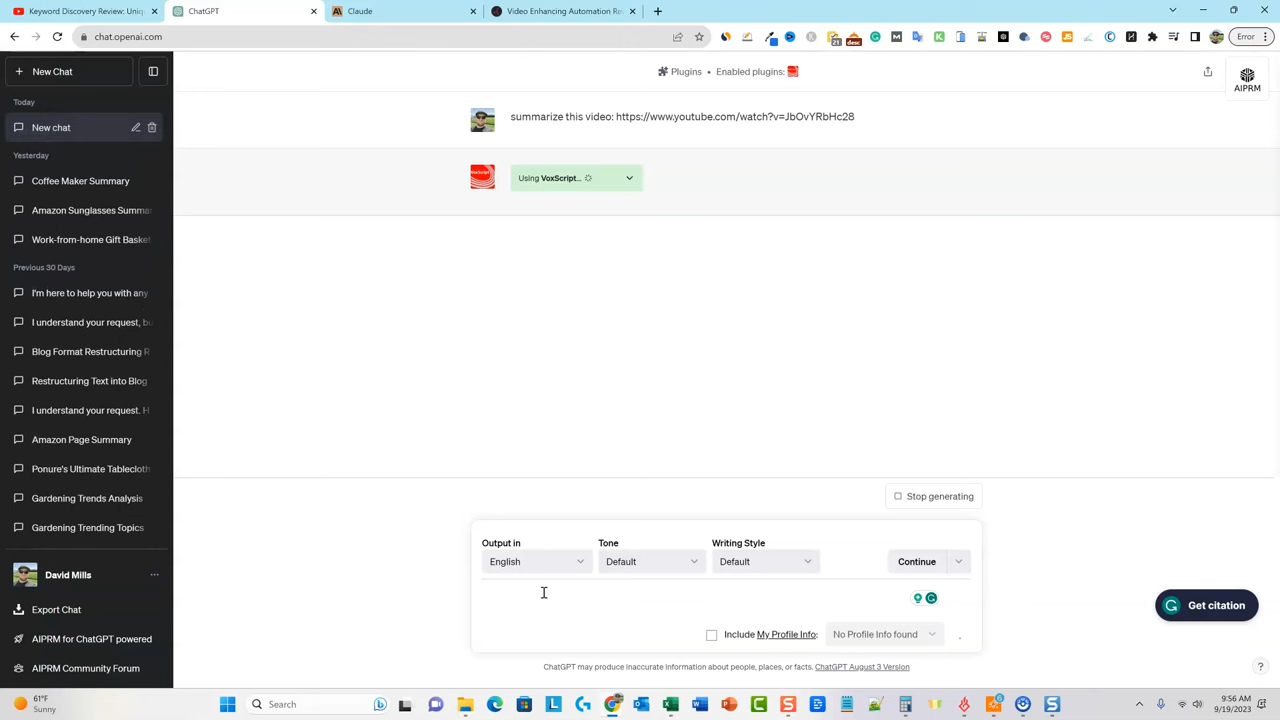 Keyword Discovery Review: Uniq
ChatGPT
Claude
Video Enhancing Automation Re
chat.openai.com
21
desc
Error
New Chat
Plugins • Enabled plugins:
AIPRM
Today
New chat
summarize this video: https://www.youtube.com/watch?v=JbOvYRbHc28
Yesterday
Coffee Maker Summary
Using VoxScript...
Amazon Sunglasses Summar
Work-from-home Gift Basket
Previous 30 Days
I'm here to help you with any
I understand your request, bu
Blog Format Restructuring R
Restructuring Text into Blog
I understand your request. H
Amazon Page Summary
Ponure's Ultimate Tablecloth
Gardening Trends Analysis
Gardening Trending Topics
Stop generating
Output in
Tone
Writing Style
English
Default
Default
Continue
David Mills
Export Chat
Get citation
AIPRM for ChatGPT powered
Include My Profile Info:
No Profile Info found
AIPRM Community Forum
ChatGPT may produce inaccurate information about people, places, or facts. ChatGPT August 3 Version
61°F
Sunny
Search
9:56 AM
9/19/2023